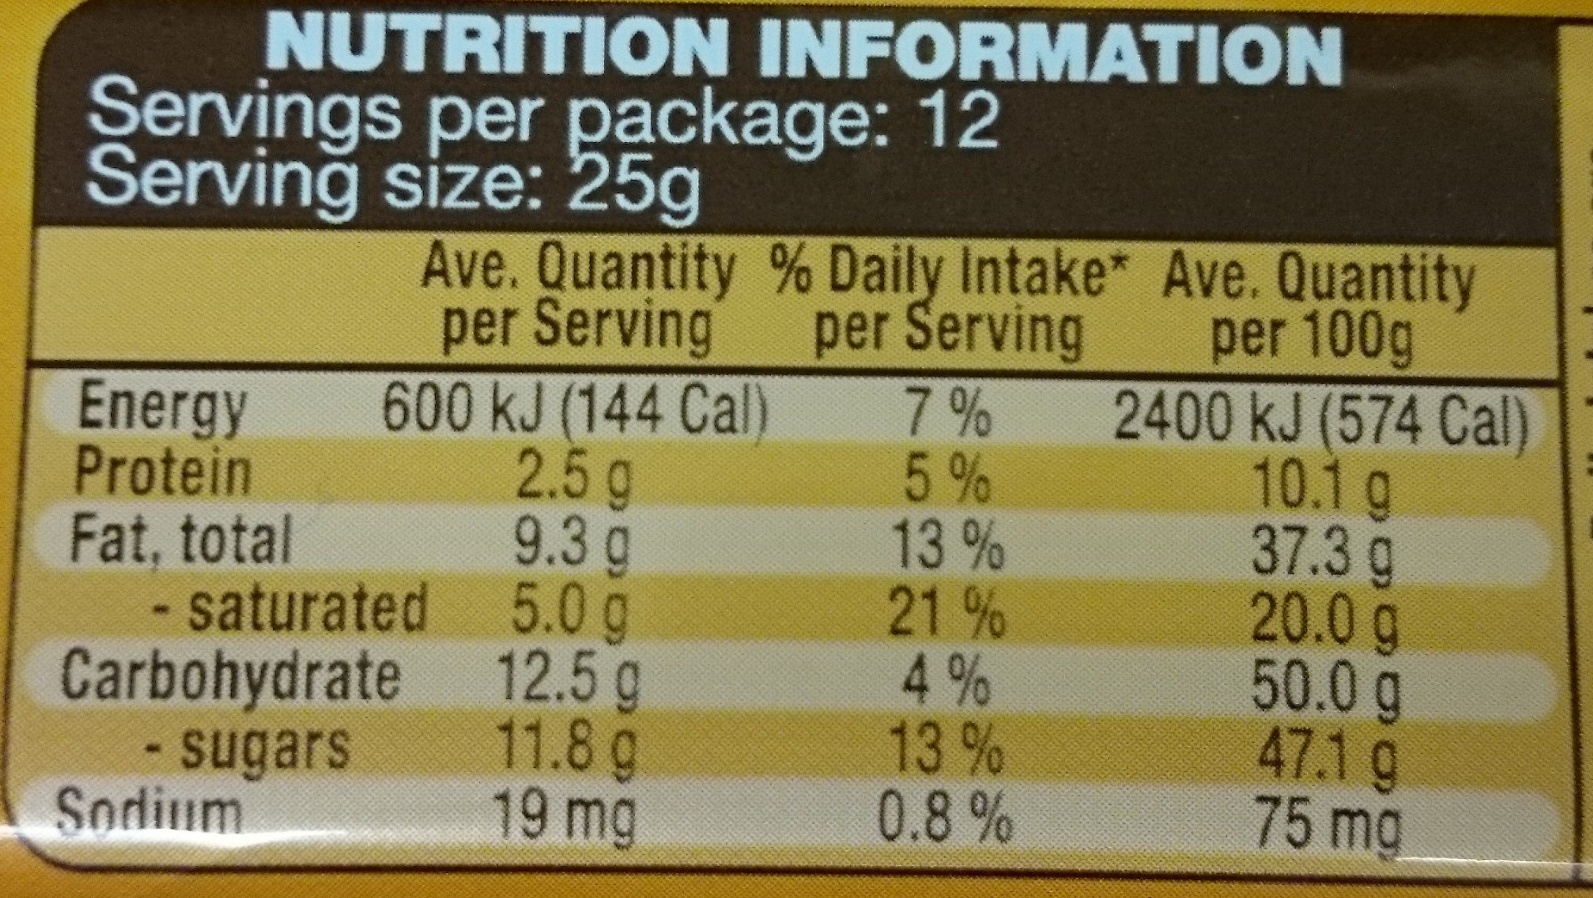 NUTRITION INFORMATION
Servings per package: 12
Serving size: 25g
Ave. Quantity per Serving % Daily Intake* per Serving Ave. Quantity per 100g
Energy 600 kJ (144 Cal) 7 % 2400 kJ (574 Cal)
Protein 2.5 g 5 % 10.1 g
Fat, total 9.3 g 13 % 37.3 g
- saturated 5.0 g 21 % 20.0 g
Carbohydrate 12.5 g 4 % 50.0 g
- sugars 11.8 g 13 % 47.1 g
Sodium 19 mg 0.8 % 75 mg